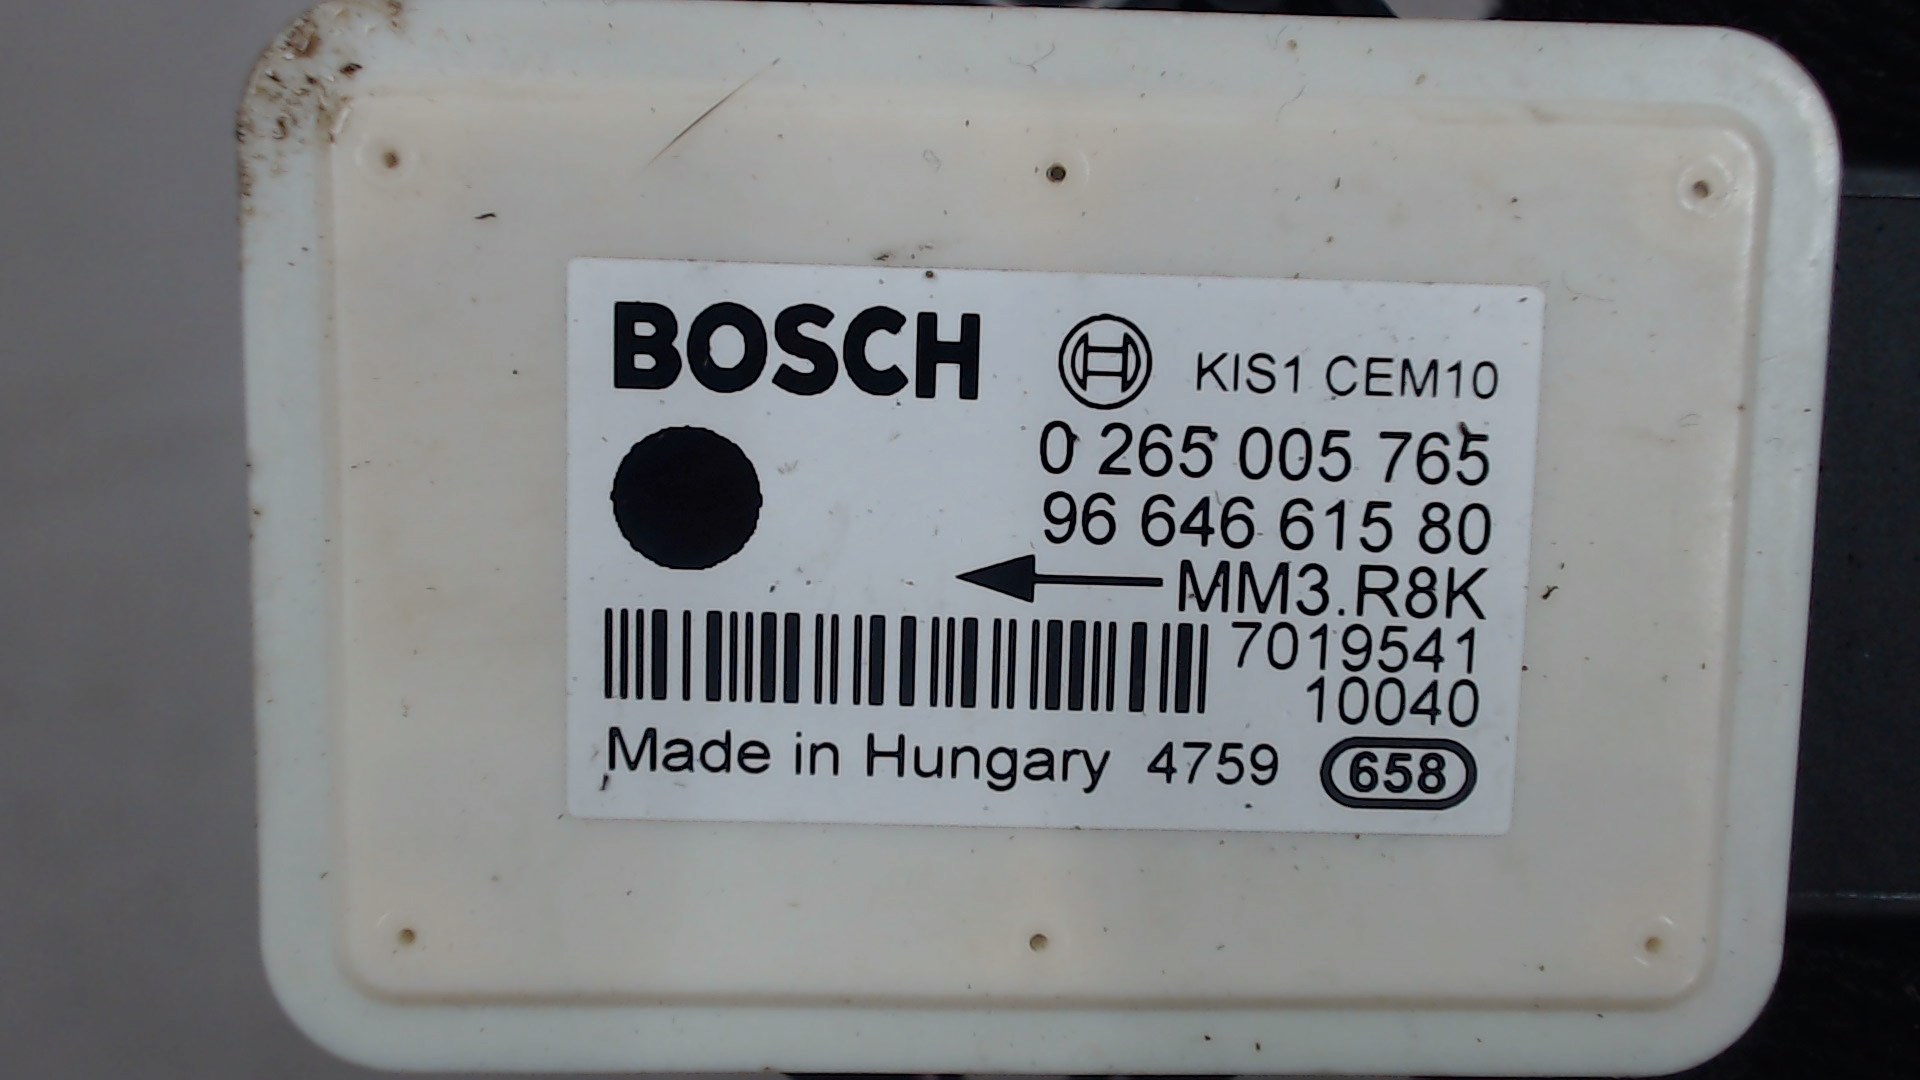 BOSCH KIS1 CEM10
0 265 005 765
96 646 615 80
MM3.R8K
7019541
10040
Made in Hungary 4759 658